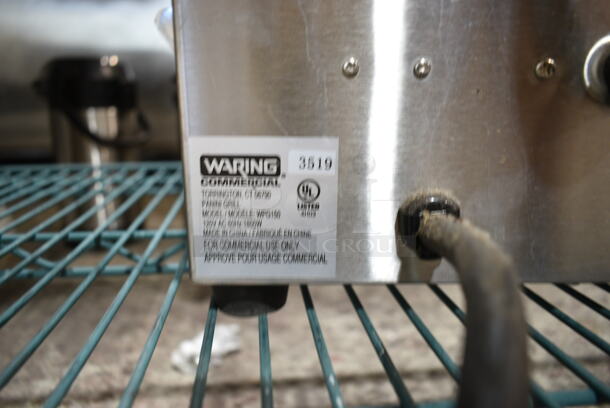 WARING
COMMERCIAL
3519
TORRINGTON, CT 06790
PANINI GRILL
MODEL / MODELE: WPG150
120V AC 60Hz 1800W
MADE IN CHINA / FABRIQUÉ EN CHINE
FOR COMMERCIAL USE ONLY
APPROVE POUR USAGE COMMERCIAL
UL
LISTED